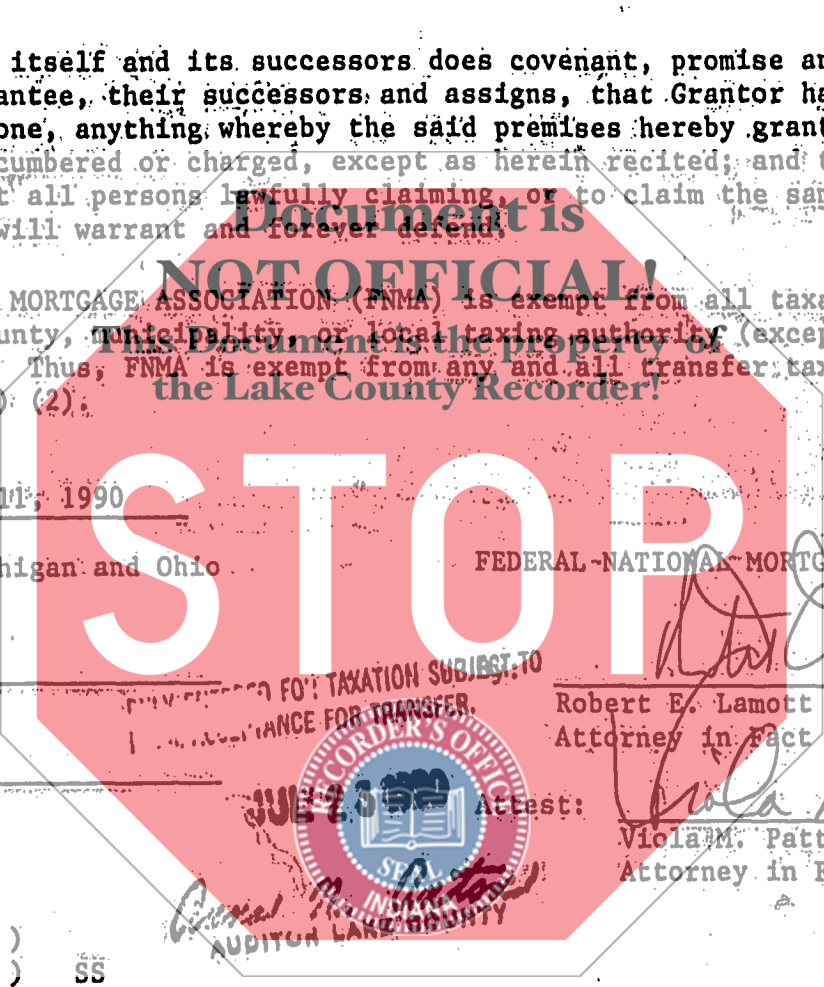 itself and its successors does covenant, promise an
antee, their successors and assigns, that Grantor ha
one, anything whereby the said premises hereby grant
cumbered or charged, except as herein recited; and t
t all persons lawfully claiming, or to claim the sam
will warrant and forever defend.
Document is
NOT OFFICIAL!
This Document is the property of
the Lake County Recorder!
MORTGAGE ASSOCIATION (FNMA) is exempt from all taxa
unty, municipality, or local taxing authority (excep
Thus, FNMA is exempt from any and all transfer tax
) (2).
11, 1990
STOP
higan and Ohio
FEDERAL NATIONAL MORTG
FOR TAXATION SUBJECT TO
ANCE FOR TRANSFER.
Robert E. Lamott
Attorney in Fact
JUL
Attest:
Viola M. Patt
Attorney in F
RECORDER'S OFFICE
SEAL
INDIANA
AUDITOR LAKE COUNTY
)
) SS